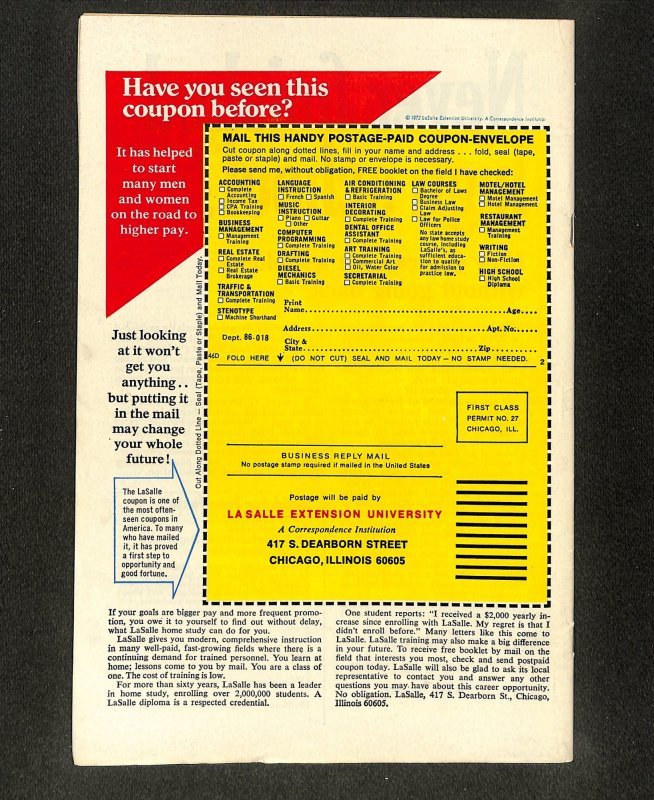 Have you seen this
coupon before?
© 1972 LaSalle Extension University, A Correspondence Institution
It has helped
to start
many men
and women
on the road to
higher pay.
MAIL THIS HANDY POSTAGE-PAID COUPON-ENVELOPE
Cut coupon along dotted lines, fill in your name and address . . . fold, seal (tape,
paste or staple) and mail. No stamp or envelope is necessary.
Please send me, without obligation, FREE booklet on the field I have checked:
ACCOUNTING
☐ Complete
Accounting
☐ Income Tax
☐ CPA Training
☐ Bookkeeping
BUSINESS
MANAGEMENT
☐ Management
Training
REAL ESTATE
☐ Complete Real
Estate
☐ Real Estate
Brokerage
TRAFFIC &
TRANSPORTATION
☐ Complete Training
STENOTYPE
☐ Machine Shorthand
LANGUAGE
INSTRUCTION
☐ French ☐ Spanish
MUSIC
INSTRUCTION
☐ Piano ☐ Guitar
☐ Other
COMPUTER
PROGRAMMING
☐ Complete Training
DRAFTING
☐ Complete Training
DIESEL
MECHANICS
☐ Basic Training
AIR CONDITIONING
& REFRIGERATION
☐ Basic Training
INTERIOR
DECORATING
☐ Complete Training
DENTAL OFFICE
ASSISTANT
☐ Complete Training
ART TRAINING
☐ Complete Training
☐ Commercial Art
☐ Oil, Water Color
SECRETARIAL
☐ Complete Training
LAW COURSES
☐ Bachelor of Laws
Degree
☐ Business Law
☐ Claims Adjusting
Law
☐ Law for Police
Officers
No state accepts
any law home study
course, including
LaSalle's, as
sufficient educa-
tion to qualify
for admission to
practice law.
MOTEL/HOTEL
MANAGEMENT
☐ Motel Management
☐ Hotel Management
RESTAURANT
MANAGEMENT
☐ Management
Training
WRITING
☐ Fiction
☐ Non-Fiction
HIGH SCHOOL
☐ High School
Diploma
Print
Name.....Age....
Address.....Apt. No.....
Dept. 86-018
City &
State.....Zip.....
46D FOLD HERE ↓ (DO NOT CUT) SEAL AND MAIL TODAY — NO STAMP NEEDED. 2
Cut Along Dotted Line — Seal (Tape, Paste or Staple) and Mail Today.
Just looking
at it won't
get you
anything . .
but putting it
in the mail
may change
your whole
future!
The LaSalle
coupon is one of
the most often-
seen coupons in
America. To many
who have mailed
it, it has proved
a first step to
opportunity and
good fortune.
FIRST CLASS
PERMIT NO. 27
CHICAGO, ILL.
BUSINESS REPLY MAIL
No postage stamp required if mailed in the United States
Postage will be paid by
LA SALLE EXTENSION UNIVERSITY
A Correspondence Institution
417 S. DEARBORN STREET
CHICAGO, ILLINOIS 60605
If your goals are bigger pay and more frequent promo-
tion, you owe it to yourself to find out without delay,
what LaSalle home study can do for you.
LaSalle gives you modern, comprehensive instruction
in many well-paid, fast-growing fields where there is a
continuing demand for trained personnel. You learn at
home; lessons come to you by mail. You are a class of
one. The cost of training is low.
For more than sixty years, LaSalle has been a leader
in home study, enrolling over 2,000,000 students. A
LaSalle diploma is a respected credential.
One student reports: "I received a $2,000 yearly in-
crease since enrolling with LaSalle. My regret is that I
didn't enroll before." Many letters like this come to
LaSalle. LaSalle training may also make a big difference
in your future. To receive free booklet by mail on the
field that interests you most, check and send postpaid
coupon today. LaSalle will also be glad to ask its local
representative to contact you and answer any other
questions you may have about this career opportunity.
No obligation. LaSalle, 417 S. Dearborn St., Chicago,
Illinois 60605.